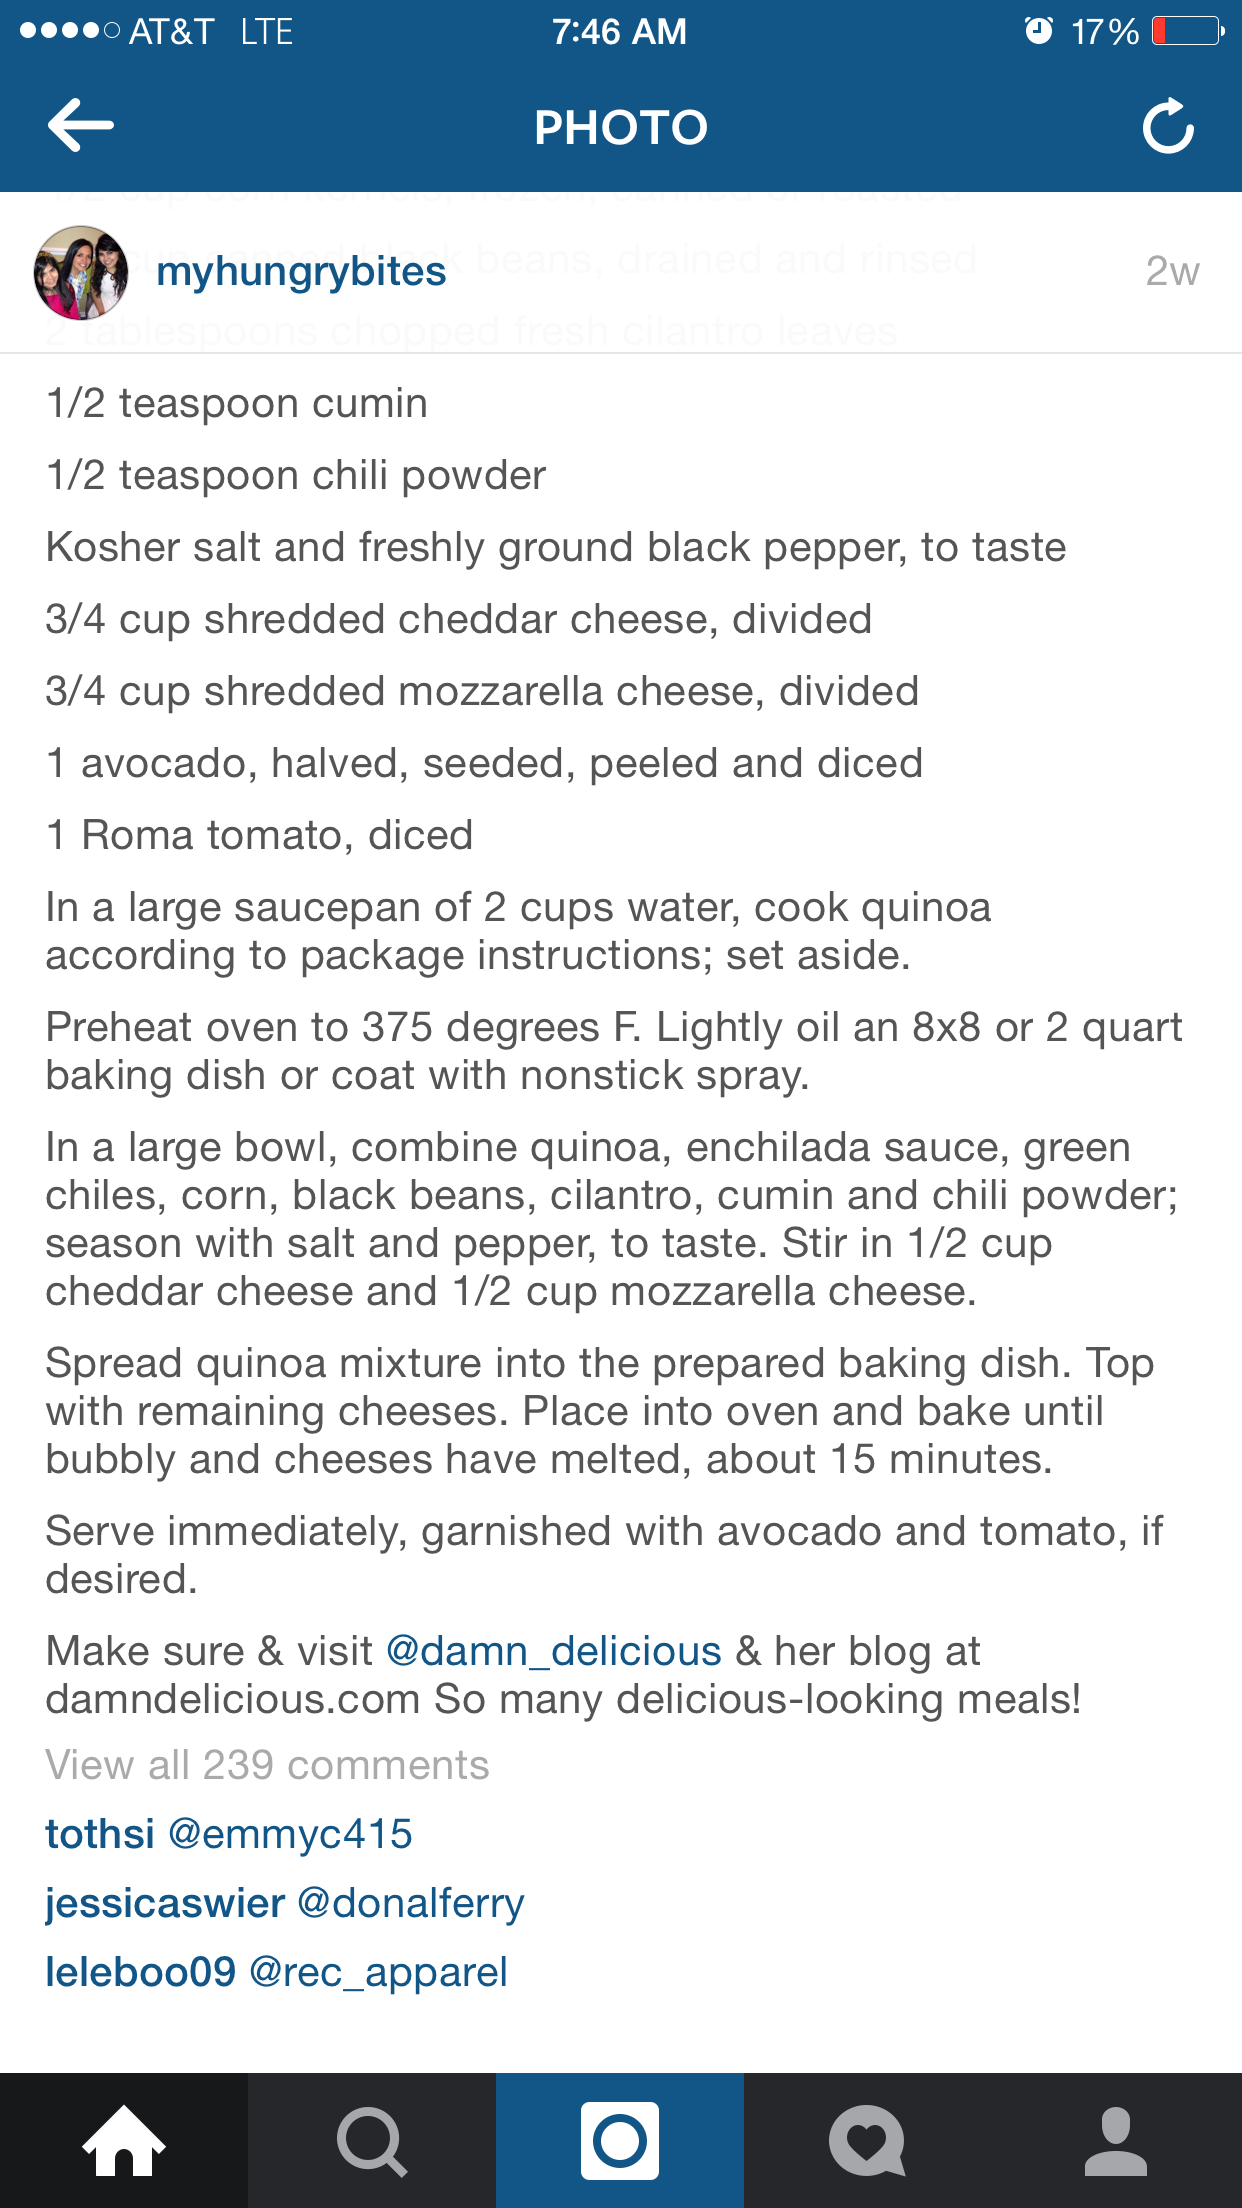 AT&T LTE 7:46 AM 17%
PHOTO
1/2 cup corn kernels, frozen, canned or roasted
cup canned black beans, drained and rinsed
myhungrybites 2w
2 tablespoons chopped fresh cilantro leaves
1/2 teaspoon cumin
1/2 teaspoon chili powder
Kosher salt and freshly ground black pepper, to taste
3/4 cup shredded cheddar cheese, divided
3/4 cup shredded mozzarella cheese, divided
1 avocado, halved, seeded, peeled and diced
1 Roma tomato, diced
In a large saucepan of 2 cups water, cook quinoa
according to package instructions; set aside.
Preheat oven to 375 degrees F. Lightly oil an 8x8 or 2 quart
baking dish or coat with nonstick spray.
In a large bowl, combine quinoa, enchilada sauce, green
chiles, corn, black beans, cilantro, cumin and chili powder;
season with salt and pepper, to taste. Stir in 1/2 cup
cheddar cheese and 1/2 cup mozzarella cheese.
Spread quinoa mixture into the prepared baking dish. Top
with remaining cheeses. Place into oven and bake until
bubbly and cheeses have melted, about 15 minutes.
Serve immediately, garnished with avocado and tomato, if
desired.
Make sure & visit @damn_delicious & her blog at
damndelicious.com So many delicious-looking meals!
View all 239 comments
tothsi @emmyc415
jessicaswier @donalferry
leleboo09 @rec_apparel